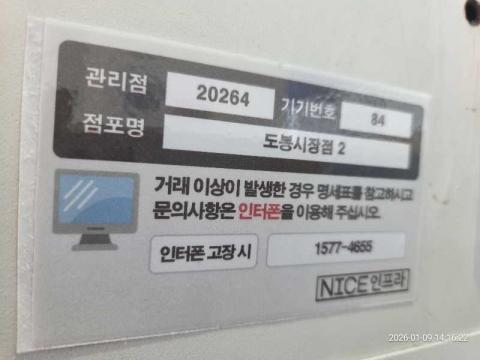 관리점 20264 기기번호 84
점포명 도봉시장점 2
거래 이상이 발생한 경우 명세표를 참고하시고
문의사항은 인터폰을 이용해 주십시오.
인터폰 고장 시 1577-4655
NICE인프라
2026-01-09 14:16:22